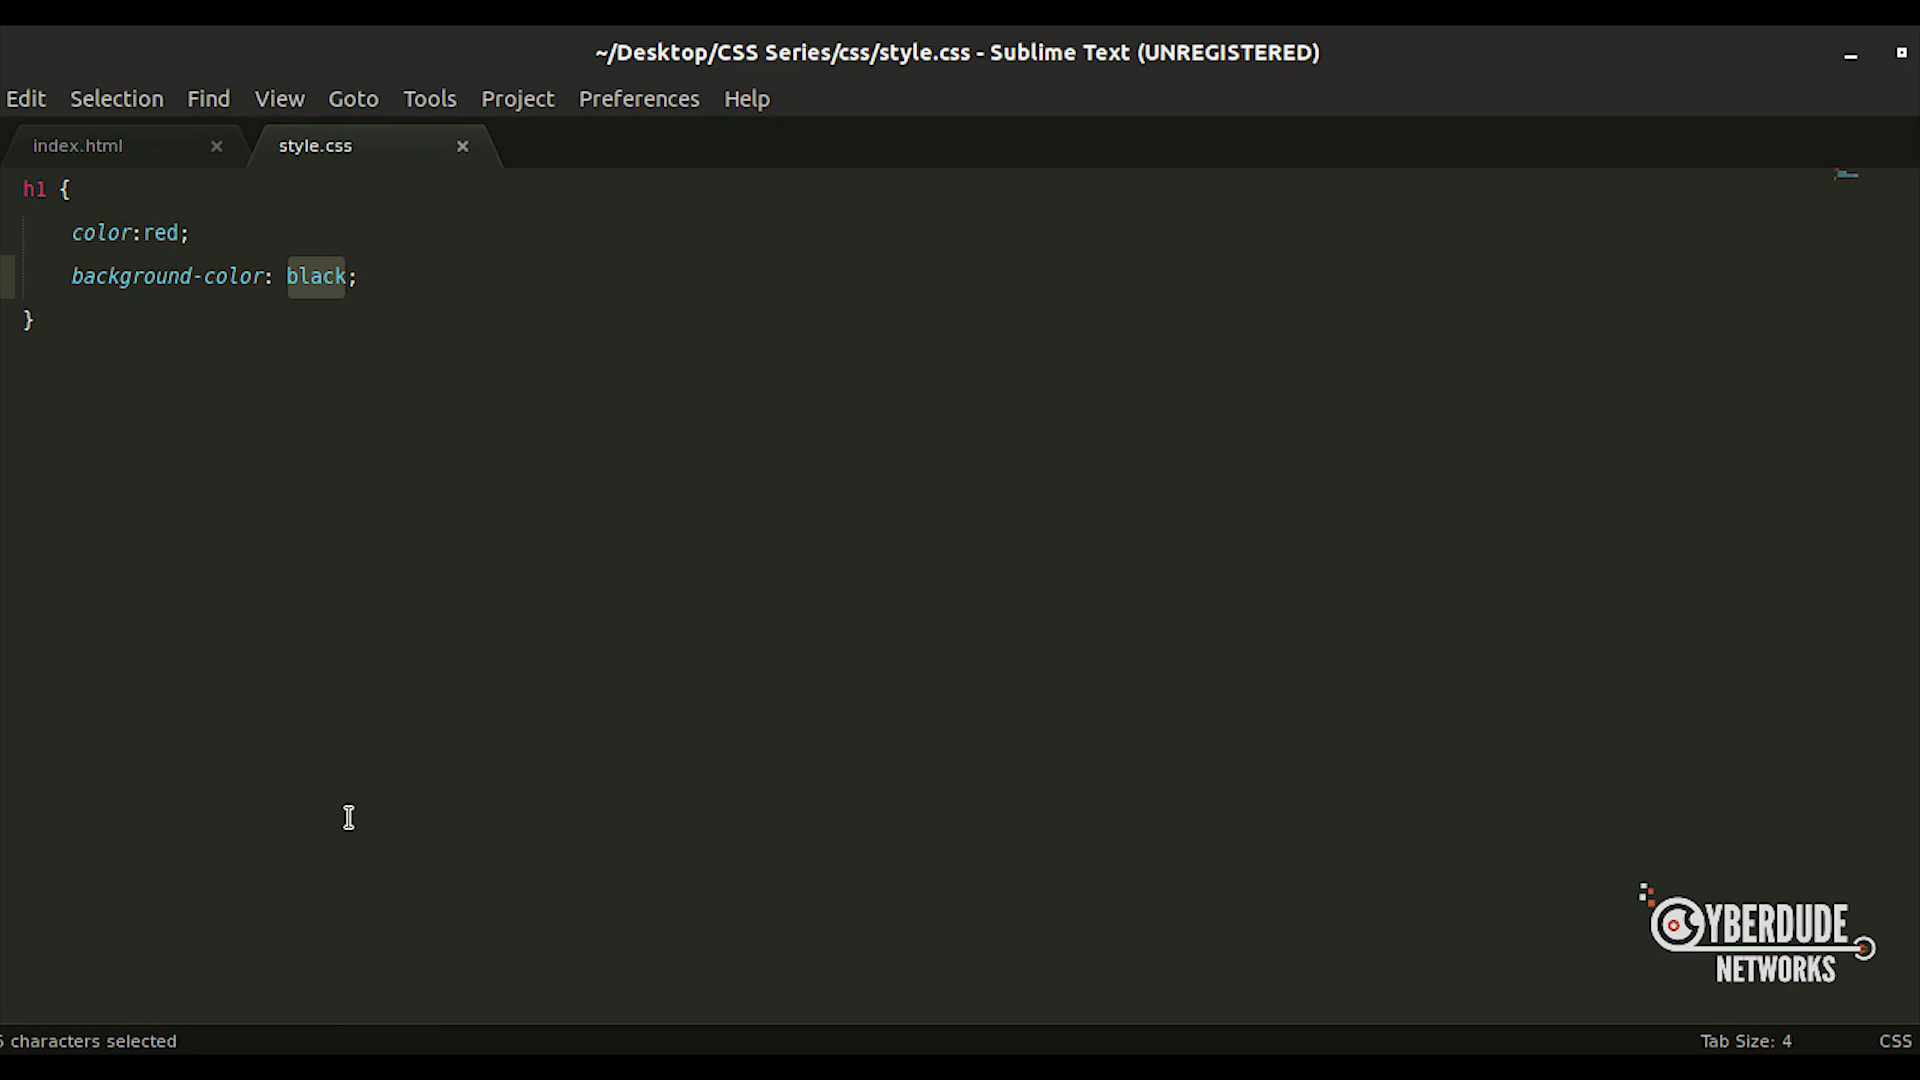 ~/Desktop/CSS Series/css/style.css - Sublime Text (UNREGISTERED)
Edit Selection Find View Goto Tools Project Preferences Help
index.html × style.css ×
h1 {
    color:red;
    background-color: black;
}
CYBERDUDE
NETWORKS
5 characters selected Tab Size: 4 CSS